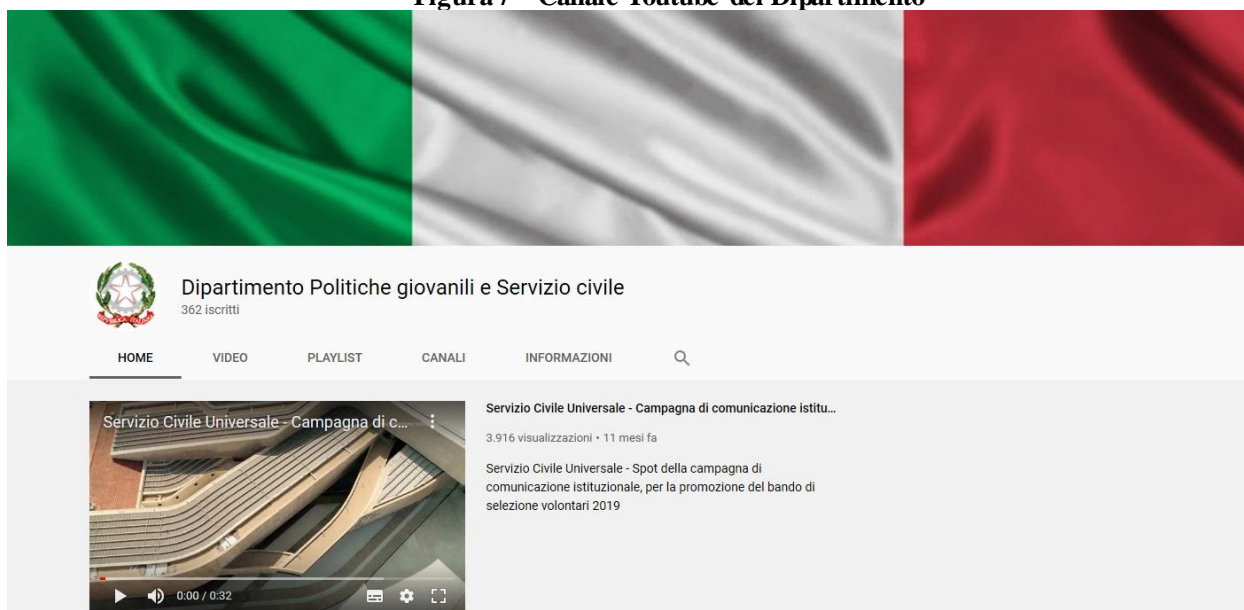 Figura 7 – Canale Youtube del Dipartimento
Dipartimento Politiche giovanili e Servizio civile
362 iscritti
HOME VIDEO PLAYLIST CANALI INFORMAZIONI
Servizio Civile Universale - Campagna di c...
0:00 / 0:32
Servizio Civile Universale - Campagna di comunicazione istitu...
3.916 visualizzazioni • 11 mesi fa
Servizio Civile Universale - Spot della campagna di
comunicazione istituzionale, per la promozione del bando di
selezione volontari 2019